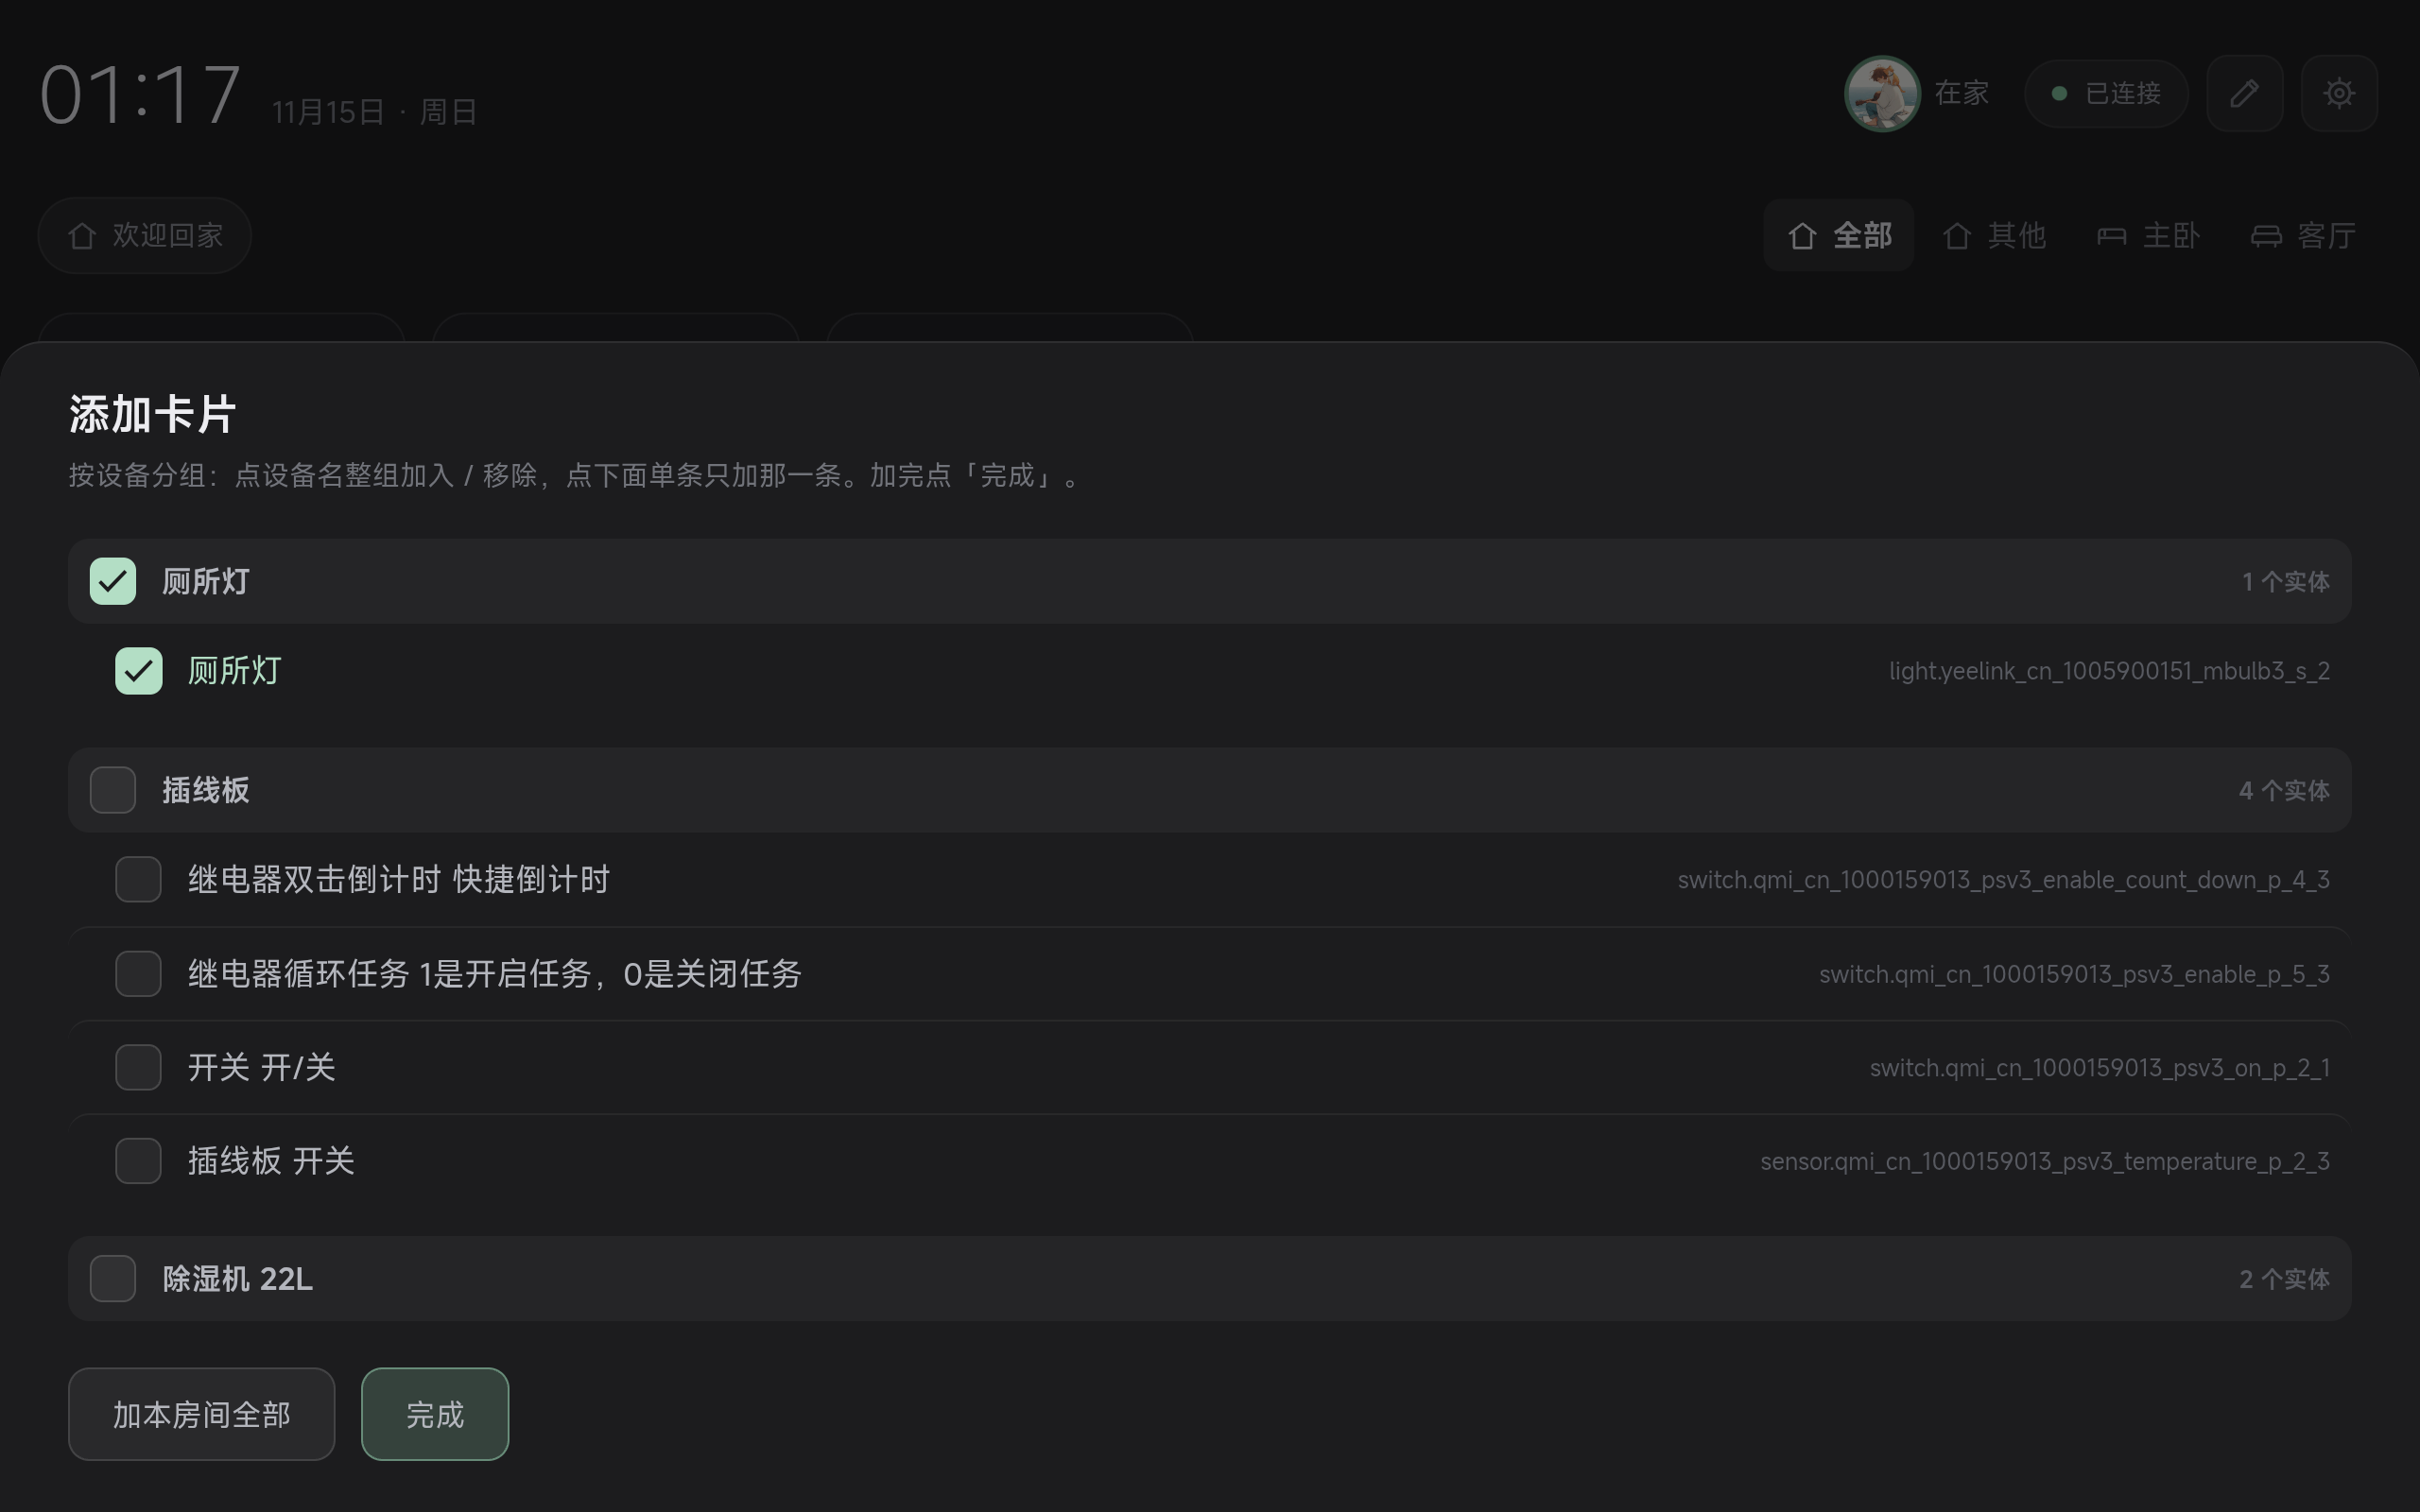 01:17 11月15日 · 周日
在家 已连接
欢迎回家 全部 其他 主卧 客厅
添加卡片
按设备分组：点设备名整组加入 / 移除，点下面单条只加那一条。加完点「完成」。
厕所灯 1 个实体
厕所灯 light.yeelink_cn_1005900151_mbulb3_s_2
插线板 4 个实体
继电器双击倒计时 快捷倒计时 switch.qmi_cn_1000159013_psv3_enable_count_down_p_4_3
继电器循环任务 1是开启任务，0是关闭任务 switch.qmi_cn_1000159013_psv3_enable_p_5_3
开关 开/关 switch.qmi_cn_1000159013_psv3_on_p_2_1
插线板 开关 sensor.qmi_cn_1000159013_psv3_temperature_p_2_3
除湿机 22L 2 个实体
加本房间全部 完成